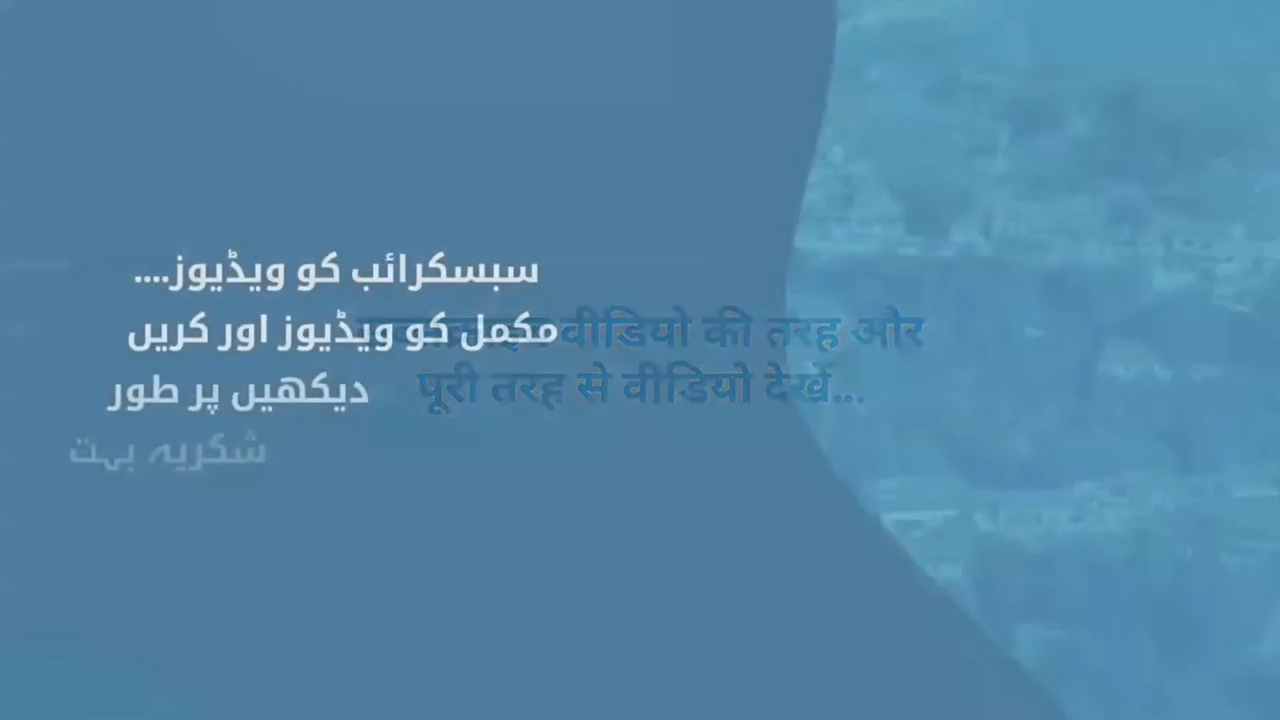 سبسکرائب کو ویڈیوز....
مکمل کو ویڈیوز اور کریں
دیکھیں پر طور
شکریہ بہت
वीडियो की तरह और
पूरी तरह से वीडियो देखें...